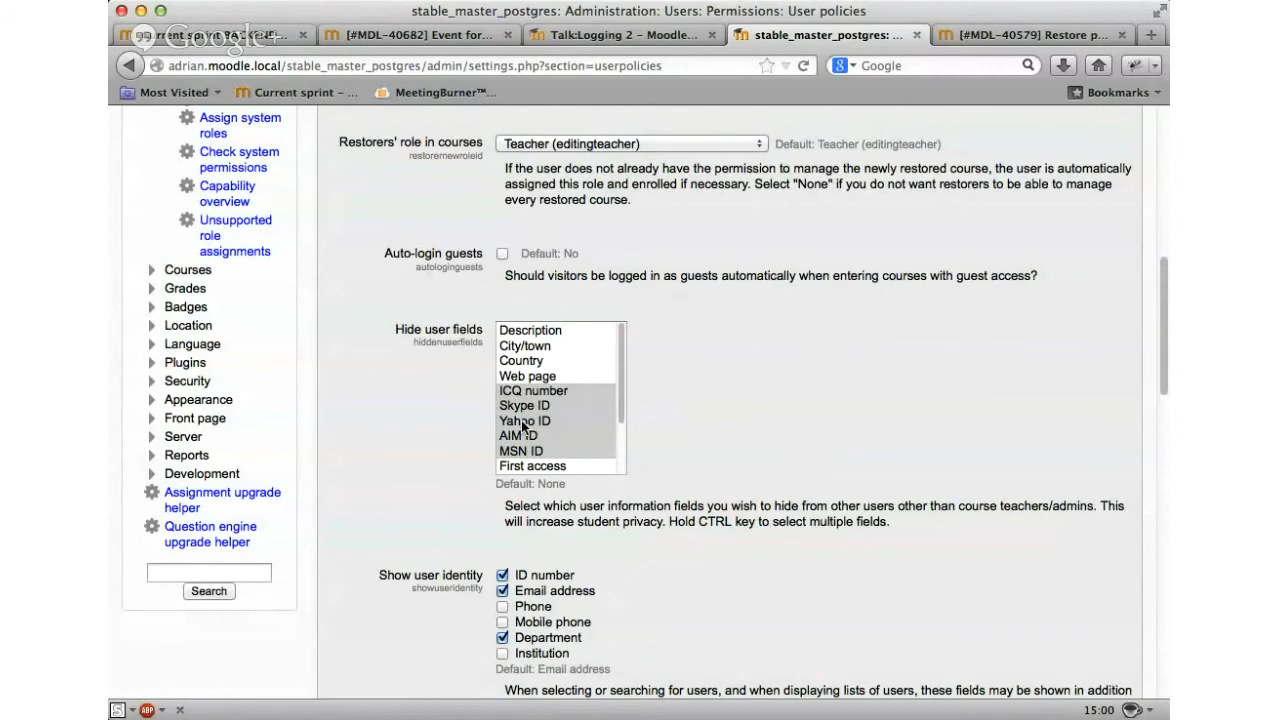 stable_master_postgres: Administration: Users: Permissions: User policies
Google+
rrent sprint
[#MDL-40682] Event for...
Talk:Logging 2 – Moodle...
stable_master_postgres: ...
[#MDL-40579] Restore p...
adrian.moodle.local/stable_master_postgres/admin/settings.php?section=userpolicies
Google
Most Visited
Current sprint – ...
MeetingBurner™...
Bookmarks
Assign system
roles
Check system
permissions
Capability
overview
Unsupported
role
assignments
Courses
Grades
Badges
Location
Language
Plugins
Security
Appearance
Front page
Server
Reports
Development
Assignment upgrade
helper
Question engine
upgrade helper
Search
Restorers' role in courses
restorernewroleid
Teacher (editingteacher)
Default: Teacher (editingteacher)
If the user does not already have the permission to manage the newly restored course, the user is automatically
assigned this role and enrolled if necessary. Select "None" if you do not want restorers to be able to manage
every restored course.
Auto-login guests
autologinguests
Default: No
Should visitors be logged in as guests automatically when entering courses with guest access?
Hide user fields
hiddenuserfields
Description
City/town
Country
Web page
ICQ number
Skype ID
Yahoo ID
AIM ID
MSN ID
First access
Default: None
Select which user information fields you wish to hide from other users other than course teachers/admins. This
will increase student privacy. Hold CTRL key to select multiple fields.
Show user identity
showuseridentity
ID number
Email address
Phone
Mobile phone
Department
Institution
Default: Email address
When selecting or searching for users, and when displaying lists of users, these fields may be shown in addition
S
ABP
15:00